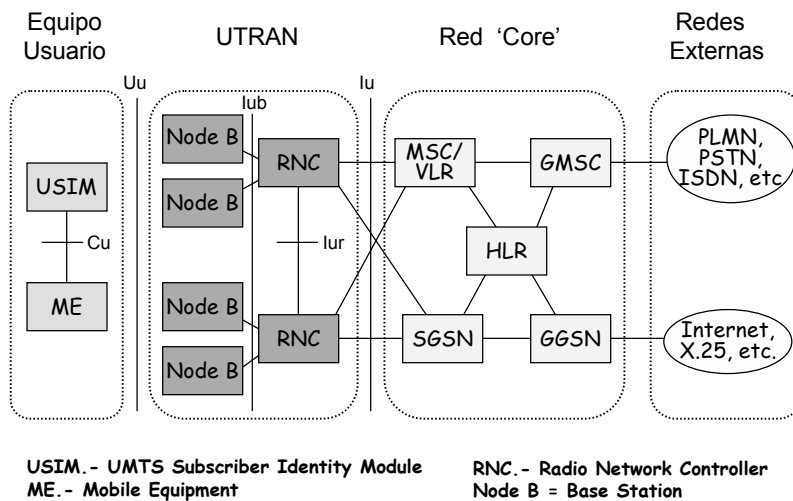 Equipo
Usuario
UTRAN
Red ‘Core’
Redes
Externas
Uu
Iub
Iu
Node B
Node B
RNC
MSC/
VLR
GMSC
PLMN,
PSTN,
ISDN, etc
USIM
Cu
ME
Iur
HLR
Node B
Node B
RNC
SGSN
GGSN
Internet,
X.25, etc.
USIM.- UMTS Subscriber Identity Module
ME.- Mobile Equipment
RNC.- Radio Network Controller
Node B = Base Station